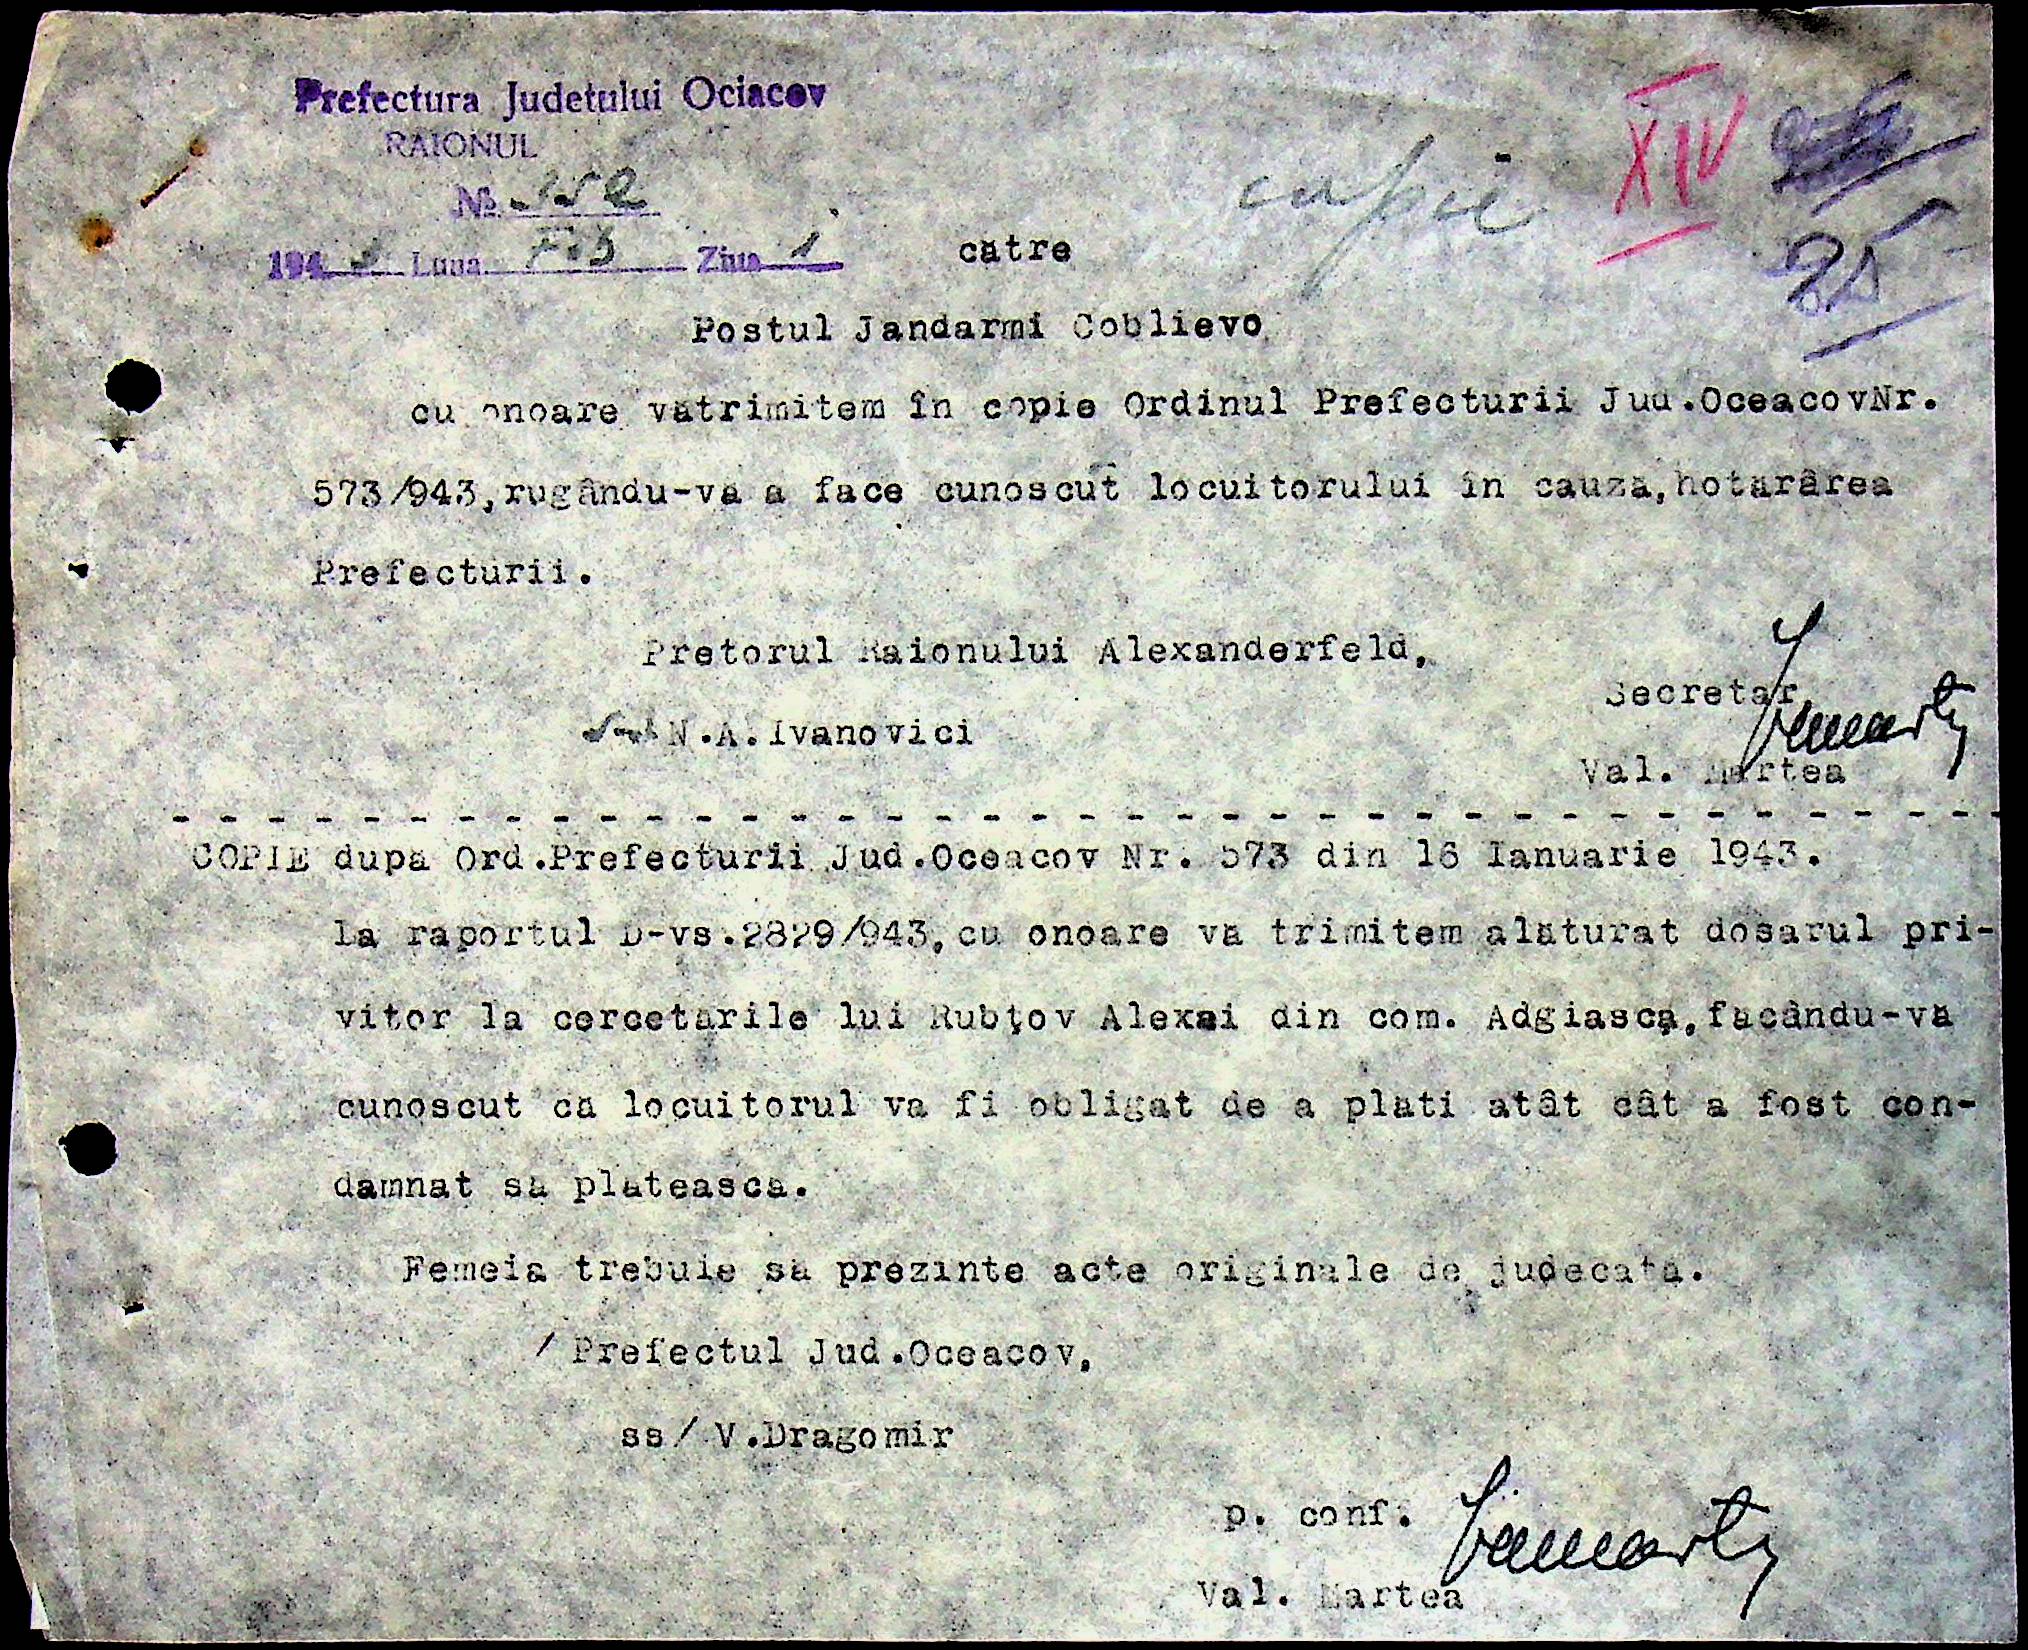 Prefectura Judetului Ociacov
RAIONUL
copie
XIV
№ 352
25
194 3 Luna Feb Ziua 1
catre
Postul Jandarmi Coblievo
cu onoare vatrimitem în copie Ordinul Prefecturii Jud.OceacovNr.
573/943,rugându-va a face cunoscut locuitorului în cauza,hotarârea
Prefecturii.
Pretorul Raionului Alexanderfeld,
Secretar
N.A.Ivanovici
Val. Martea
- - - - - - - - - - - - - - - - - - - - - - - - - - - - - - - - - - - - - -
COPIE dupa Ord.Prefecturii Jud.Oceacov Nr. 573 din 16 Ianuarie 1943.
La raportul D-vs.2829/943,cu onoare va trimitem alaturat dosarul pri-
vitor la cercetarile lui Rubţov Alexei din com. Adgiasca,facându-va
cunoscut ca locuitorul va fi obligat de a plati atât cât a fost con-
damnat sa plateasca.
Femeia trebuie sa prezinte acte originale de judecata.
/ Prefectul Jud.Oceacov,
ss/ V.Dragomir
p. conf.
Val. Martea